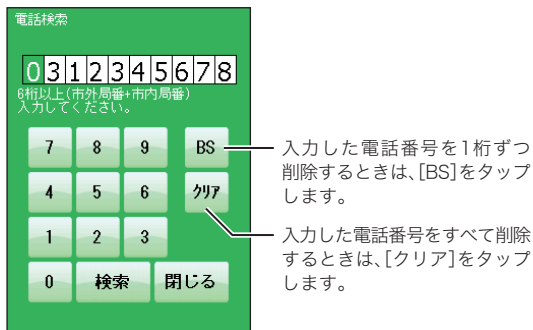 電話検索
0312345678
6桁以上(市外局番+市内局番)
入力してください。
7 8 9 BS
4 5 6 クリア
1 2 3
0 検索 閉じる
入力した電話番号を1桁ずつ
削除するときは、[BS]をタップ
します。
入力した電話番号をすべて削除
するときは、[クリア]をタップ
します。